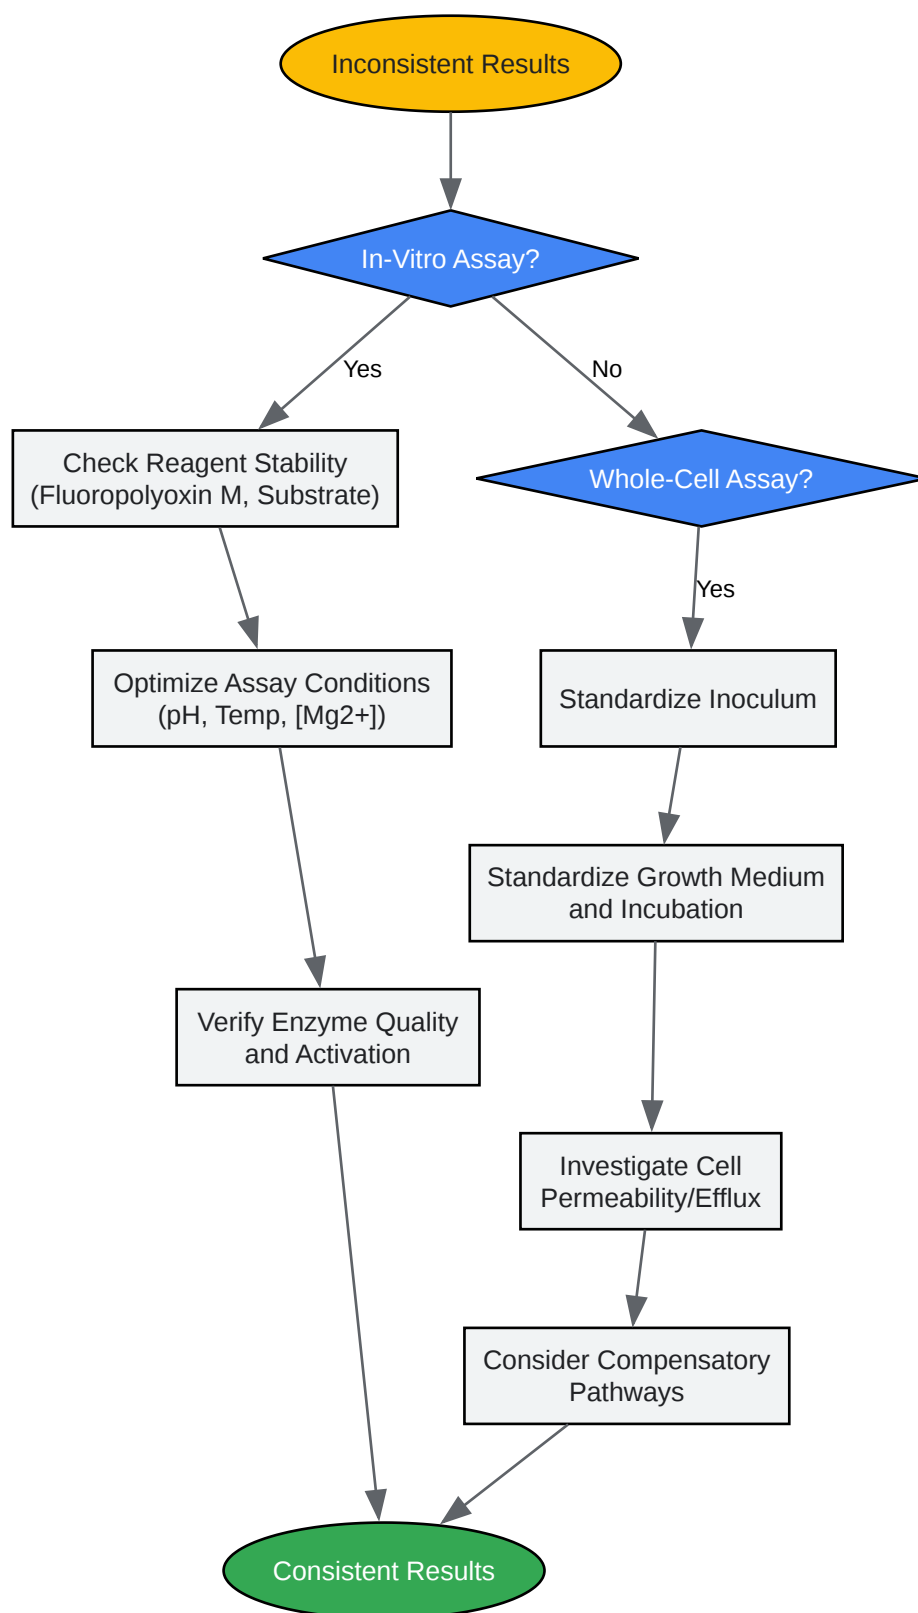 Inconsistent Results
In-Vitro Assay?
Yes
No
Check Reagent Stability
(Fluoropolyoxin M, Substrate)
Whole-Cell Assay?
Yes
Optimize Assay Conditions
(pH, Temp, [Mg2+])
Standardize Inoculum
Standardize Growth Medium
and Incubation
Verify Enzyme Quality
and Activation
Investigate Cell
Permeability/Efflux
Consider Compensatory
Pathways
Consistent Results